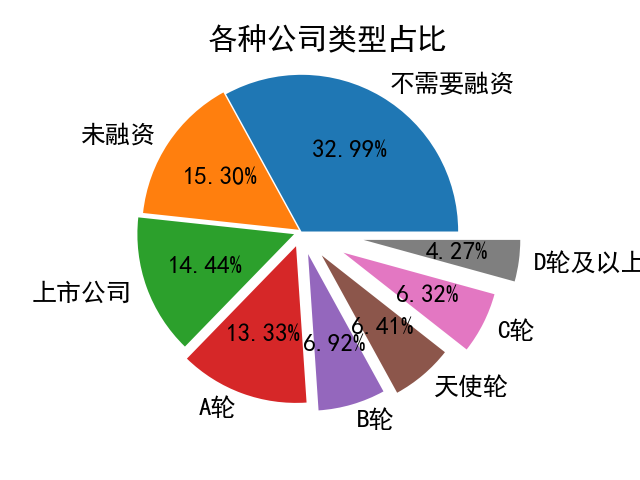 各种公司类型占比
不需要融资
32.99%
未融资
15.30%
上市公司
14.44%
A轮
13.33%
B轮
6.92%
天使轮
6.41%
C轮
6.32%
D轮及以上
4.27%